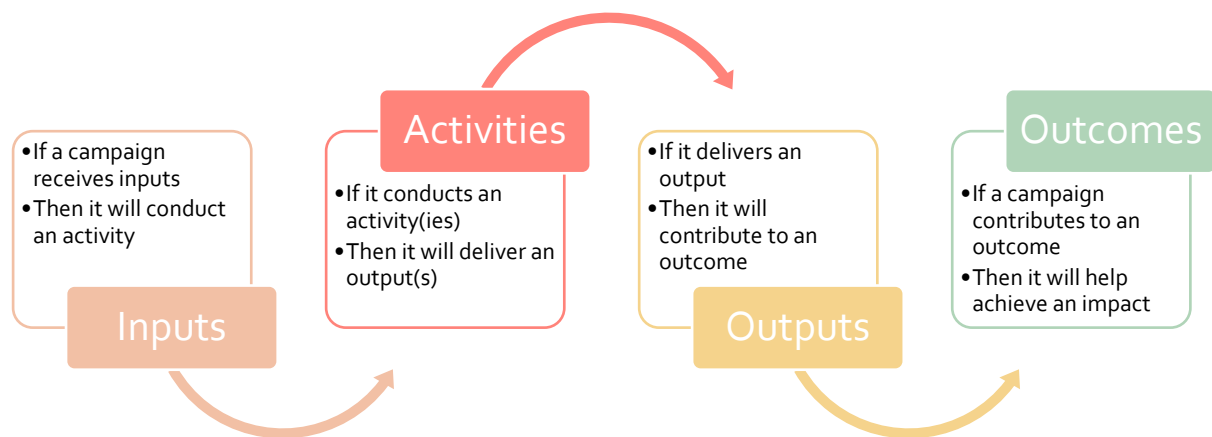 •If a campaign
receives inputs
•Then it will conduct
an activity
Inputs
Activities
•If it conducts an
activity(ies)
•Then it will deliver an
output(s)
•If it delivers an
output
•Then it will
contribute to an
outcome
Outputs
Outcomes
•If a campaign
contributes to an
outcome
•Then it will help
achieve an impact